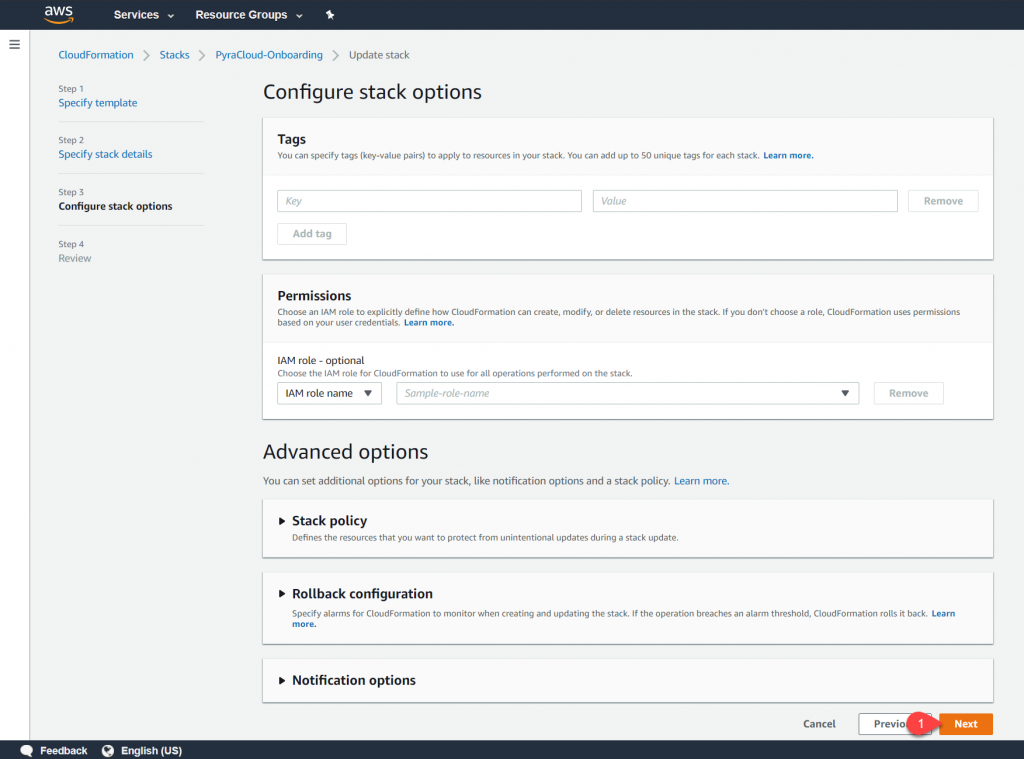 aws
Services
Resource Groups
CloudFormation
Stacks
PyraCloud-Onboarding
Update stack
Step 1
Specify template
Step 2
Specify stack details
Step 3
Configure stack options
Step 4
Review
Configure stack options
Tags
You can specify tags (key-value pairs) to apply to resources in your stack. You can add up to 50 unique tags for each stack. Learn more.
Key
Value
Remove
Add tag
Permissions
Choose an IAM role to explicitly define how CloudFormation can create, modify, or delete resources in the stack. If you don't choose a role, CloudFormation uses permissions
based on your user credentials. Learn more.
IAM role - optional
Choose the IAM role for CloudFormation to use for all operations performed on the stack.
IAM role name
Sample-role-name
Remove
Advanced options
You can set additional options for your stack, like notification options and a stack policy. Learn more.
Stack policy
Defines the resources that you want to protect from unintentional updates during a stack update.
Rollback configuration
Specify alarms for CloudFormation to monitor when creating and updating the stack. If the operation breaches an alarm threshold, CloudFormation rolls it back. Learn
more.
Notification options
Cancel
Previo
1
Next
Feedback
English (US)